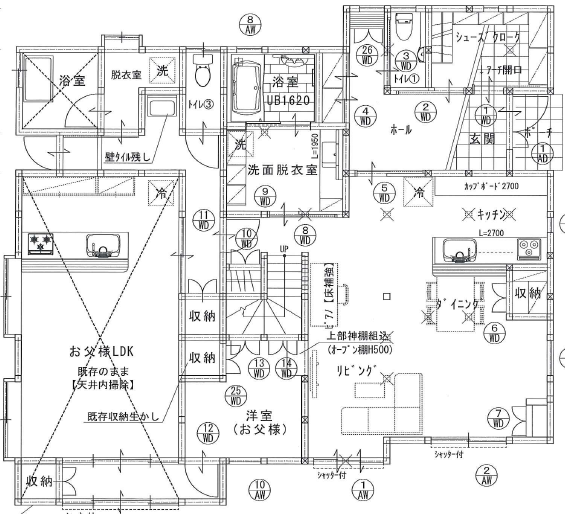 8
AW
26
WD
3
WD
トイレ①
シューズクローク
アーチ開口
浴室
脱衣室
洗
トイレ③
浴室
UB1620
4
WD
2
WD
1
WD
ホール
玄関
ポーチ
1
AD
壁タイル残し
洗
洗面脱衣室
L=1950
9
WD
5
WD
冷
カップボード2700
冷
11
WD
10
WD
8
WD
キッチン
L=2700
UP
ピアノ【床補強】
収納
ダイニング
収納
6
WD
お父様LDK
既存のまま
【天井内掃除】
収納
上部神棚組込
(オープン棚H500)
13
WD
14
WD
リビング
既存収納生かし
25
WD
洋室
(お父様)
7
WD
12
WD
収納
シャッター付
シャッター付
10
AW
1
AW
2
AW